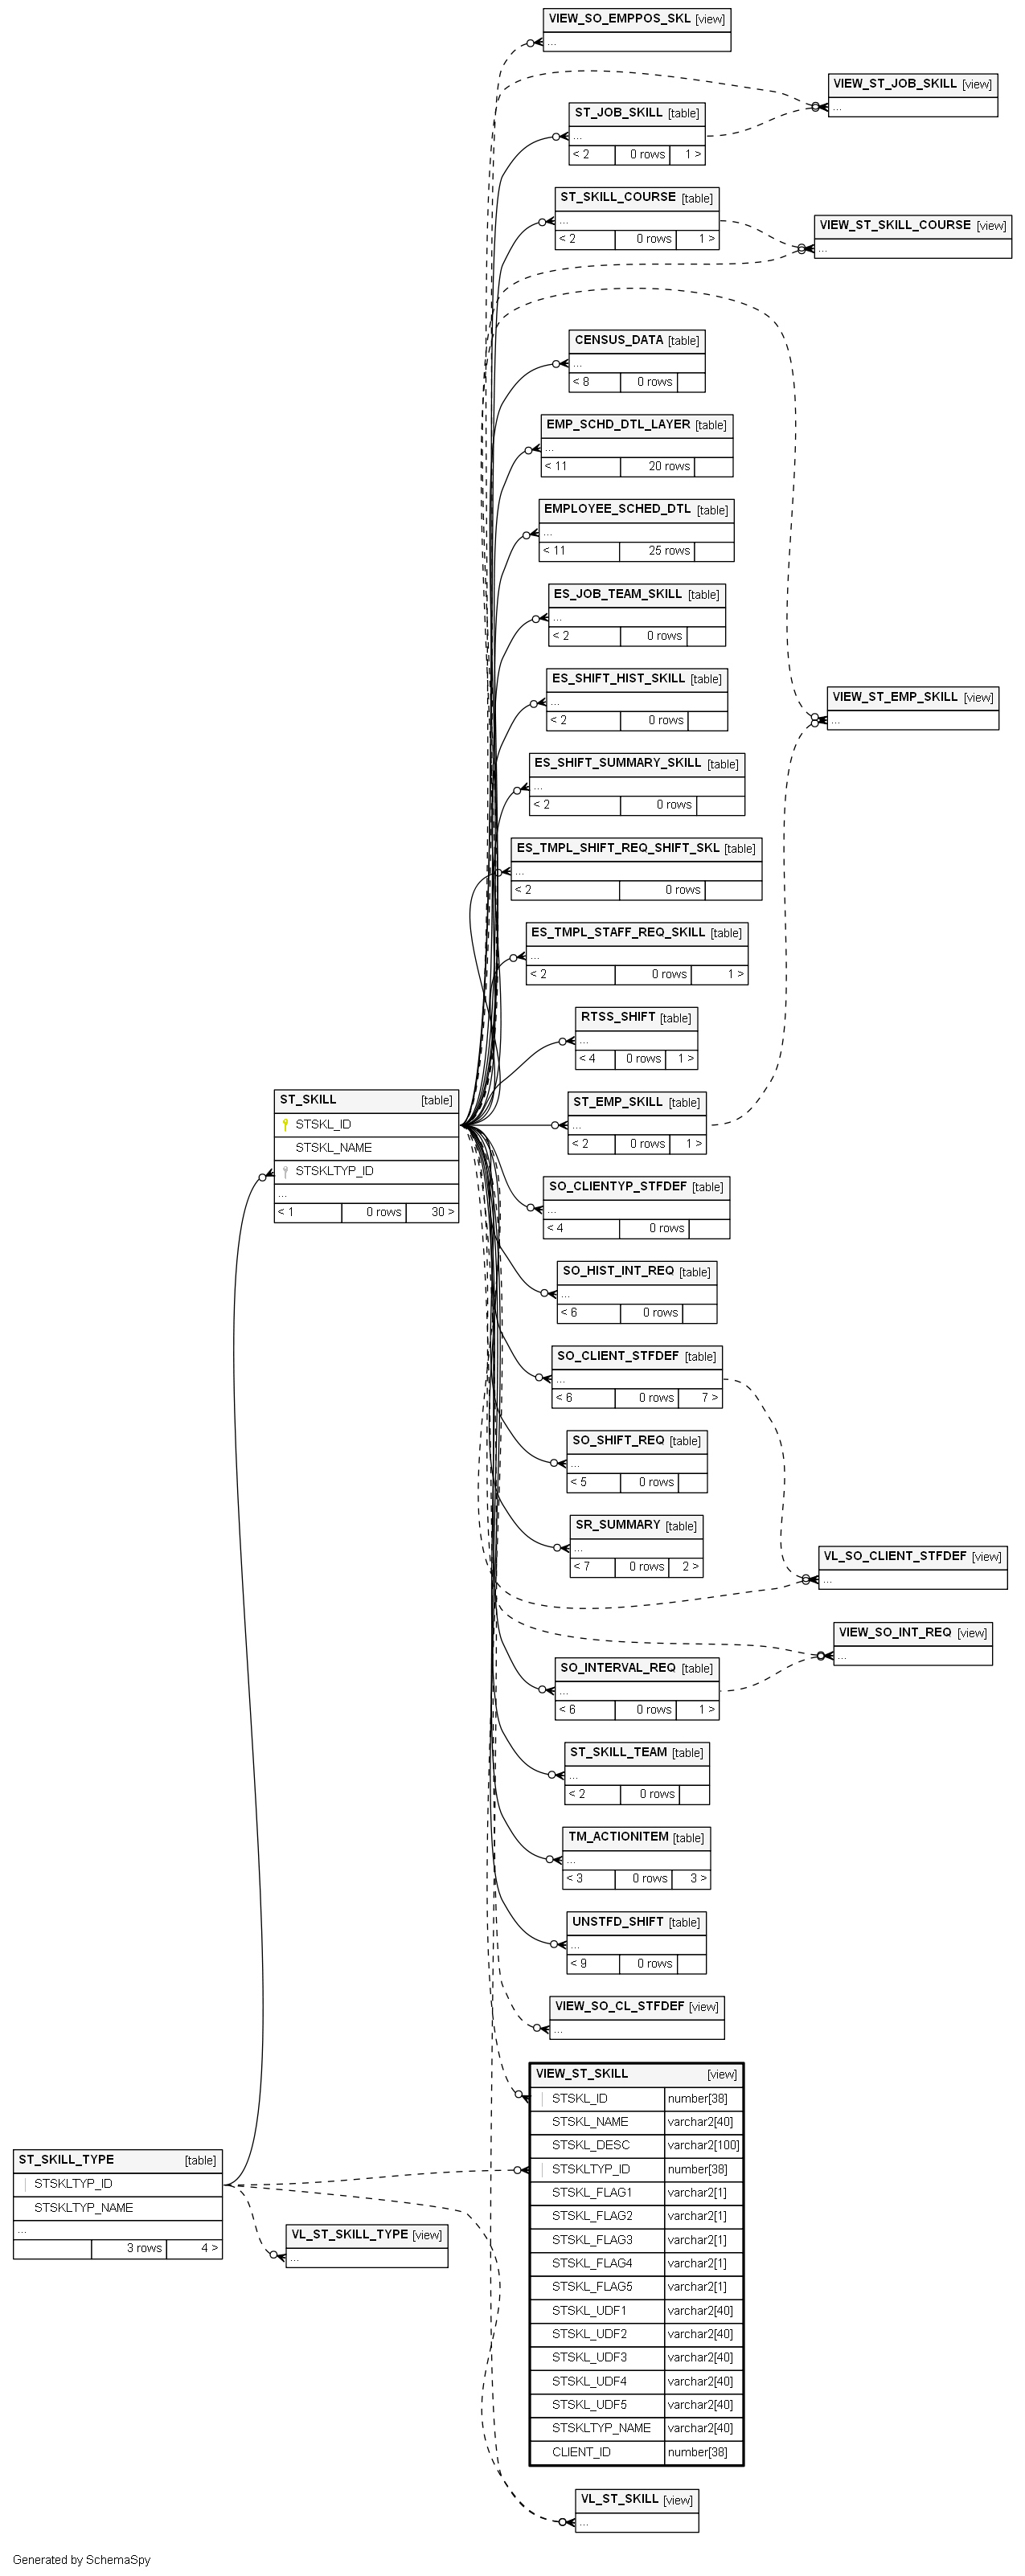 VIEW_SO_EMPPOS_SKL [view]
...
VIEW_ST_JOB_SKILL [view]
...
ST_JOB_SKILL [table]
...
< 2 0 rows 1 >
ST_SKILL_COURSE [table]
...
< 2 0 rows 1 >
VIEW_ST_SKILL_COURSE [view]
...
CENSUS_DATA [table]
...
< 8 0 rows
EMP_SCHD_DTL_LAYER [table]
...
< 11 20 rows
EMPLOYEE_SCHED_DTL [table]
...
< 11 25 rows
ES_JOB_TEAM_SKILL [table]
...
< 2 0 rows
ES_SHIFT_HIST_SKILL [table]
...
< 2 0 rows
VIEW_ST_EMP_SKILL [view]
...
ES_SHIFT_SUMMARY_SKILL [table]
...
< 2 0 rows
ES_TMPL_SHIFT_REQ_SHIFT_SKL [table]
...
< 2 0 rows
ES_TMPL_STAFF_REQ_SKILL [table]
...
< 2 0 rows 1 >
RTSS_SHIFT [table]
...
< 4 0 rows 1 >
ST_SKILL [table]
STSKL_ID
STSKL_NAME
STSKLTYP_ID
...
< 1 0 rows 30 >
ST_EMP_SKILL [table]
...
< 2 0 rows 1 >
SO_CLIENTYP_STFDEF [table]
...
< 4 0 rows
SO_HIST_INT_REQ [table]
...
< 6 0 rows
SO_CLIENT_STFDEF [table]
...
< 6 0 rows 7 >
SO_SHIFT_REQ [table]
...
< 5 0 rows
SR_SUMMARY [table]
...
< 7 0 rows 2 >
VL_SO_CLIENT_STFDEF [view]
...
VIEW_SO_INT_REQ [view]
...
SO_INTERVAL_REQ [table]
...
< 6 0 rows 1 >
ST_SKILL_TEAM [table]
...
< 2 0 rows
TM_ACTIONITEM [table]
...
< 3 0 rows 3 >
UNSTFD_SHIFT [table]
...
< 9 0 rows
VIEW_SO_CL_STFDEF [view]
...
VIEW_ST_SKILL [view]
STSKL_ID number[38]
STSKL_NAME varchar2[40]
STSKL_DESC varchar2[100]
STSKLTYP_ID number[38]
STSKL_FLAG1 varchar2[1]
STSKL_FLAG2 varchar2[1]
STSKL_FLAG3 varchar2[1]
STSKL_FLAG4 varchar2[1]
STSKL_FLAG5 varchar2[1]
STSKL_UDF1 varchar2[40]
STSKL_UDF2 varchar2[40]
STSKL_UDF3 varchar2[40]
STSKL_UDF4 varchar2[40]
STSKL_UDF5 varchar2[40]
STSKLTYP_NAME varchar2[40]
CLIENT_ID number[38]
ST_SKILL_TYPE [table]
STSKLTYP_ID
STSKLTYP_NAME
...
3 rows 4 >
VL_ST_SKILL_TYPE [view]
...
VL_ST_SKILL [view]
...
Generated by SchemaSpy